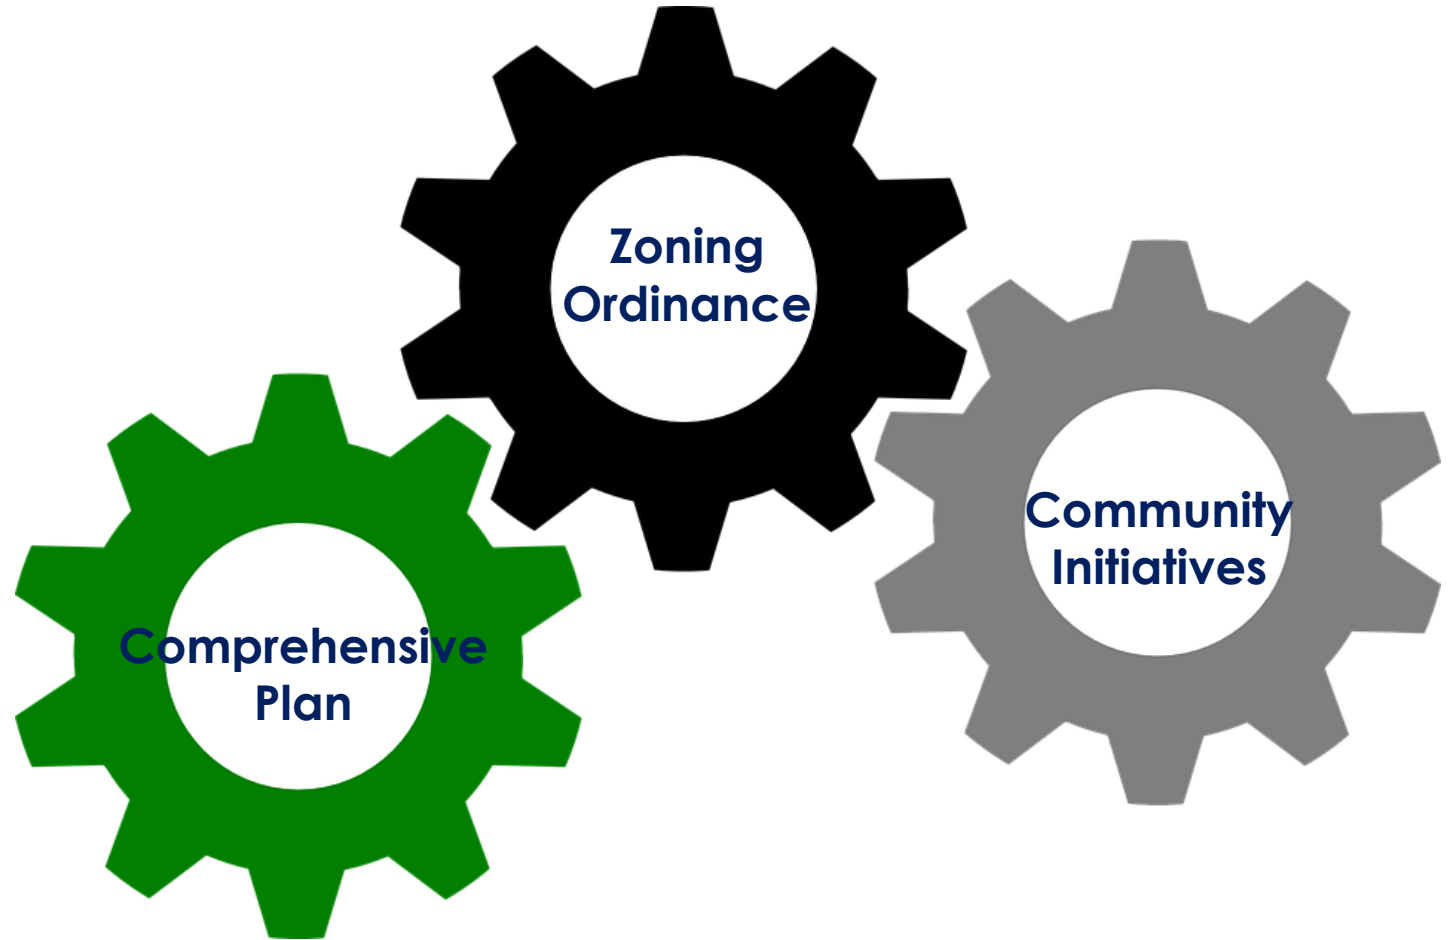 Zoning
Ordinance
Community
Initiatives
Comprehensive
Plan